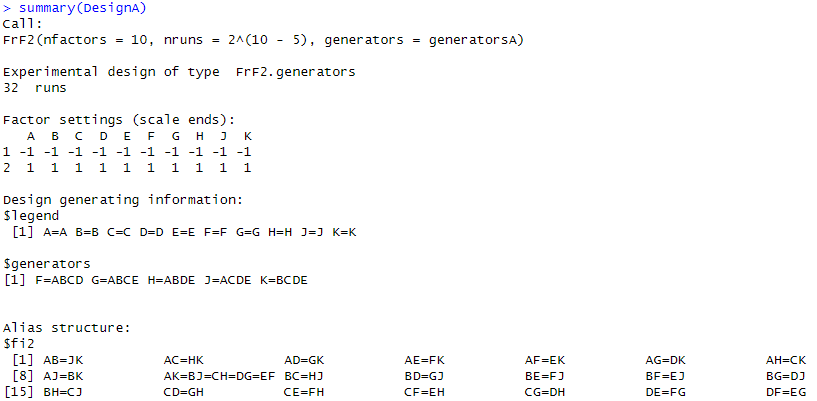 > summary(DesignA)
Call:
FrF2(nfactors = 10, nruns = 2^(10 - 5), generators = generatorsA)
Experimental design of type  FrF2.generators
32  runs
Factor settings (scale ends):
   A  B  C  D  E  F  G  H  J  K
1 -1 -1 -1 -1 -1 -1 -1 -1 -1 -1
2  1  1  1  1  1  1  1  1  1  1
Design generating information:
$legend
 [1] A=A B=B C=C D=D E=E F=F G=G H=H J=J K=K
$generators
[1] F=ABCD G=ABCE H=ABDE J=ACDE K=BCDE
Alias structure:
$fi2
 [1] AB=JK          AC=HK          AD=GK          AE=FK          AF=EK          AG=DK          AH=CK
 [8] AJ=BK          AK=BJ=CH=DG=EF BC=HJ          BD=GJ          BE=FJ          BF=EJ          BG=DJ
[15] BH=CJ          CD=GH          CE=FH          CF=EH          CG=DH          DE=FG          DF=EG